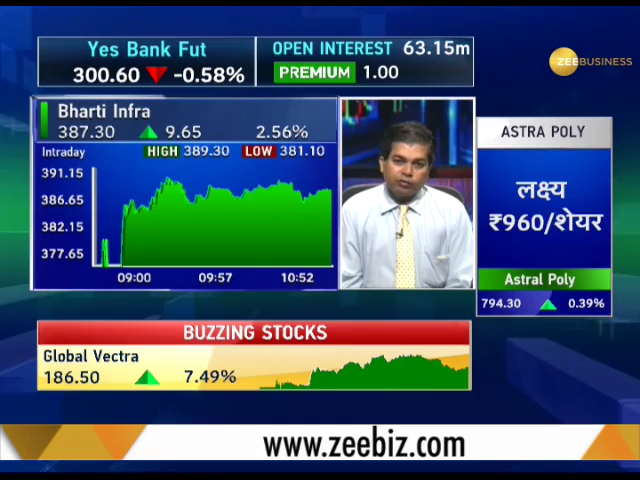 Yes Bank Fut
300.60 -0.58%
OPEN INTEREST 63.15m
PREMIUM 1.00
ZEEBUSINESS
Bharti Infra
387.30 9.65 2.56%
Intraday HIGH 389.30 LOW 381.10
391.15
386.65
382.15
377.65
09:00 09:57 10:52
ASTRA POLY
लक्ष्य
₹960/शेयर
Astral Poly
794.30 0.39%
BUZZING STOCKS
Global Vectra
186.50 7.49%
www.zeebiz.com